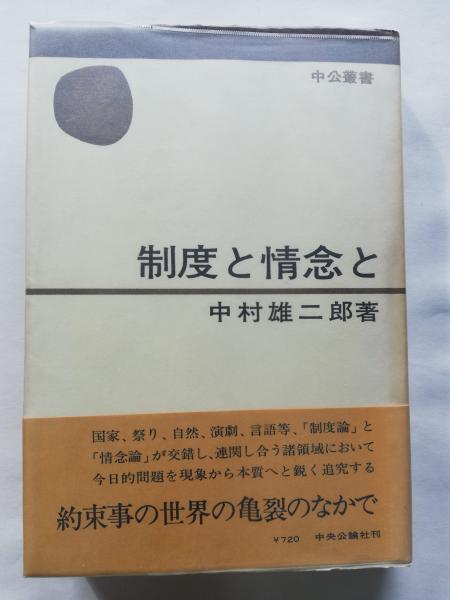 中公叢書
制度と情念と
中村雄二郎著
国家、祭り、自然、演劇、言語等、「制度論」と
「情念論」が交錯し、連関し合う諸領域において
今日的問題を現象から本質へと鋭く追究する
約束事の世界の亀裂のなかで
¥720 中央公論社刊